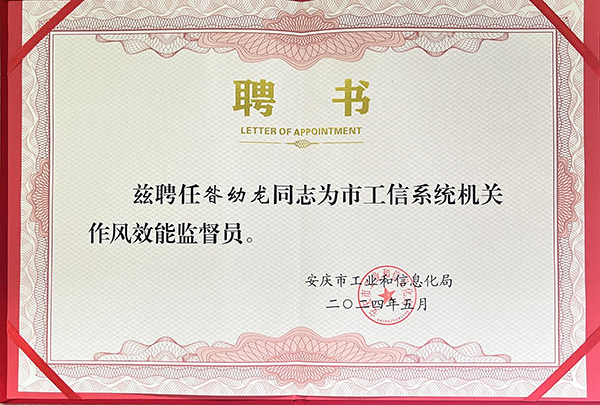 聘 书
LETTER OF APPOINTMENT
兹聘任昝幼龙同志为市工信系统机关
作风效能监督员。
安庆市工业和信息化局
二〇二四年五月